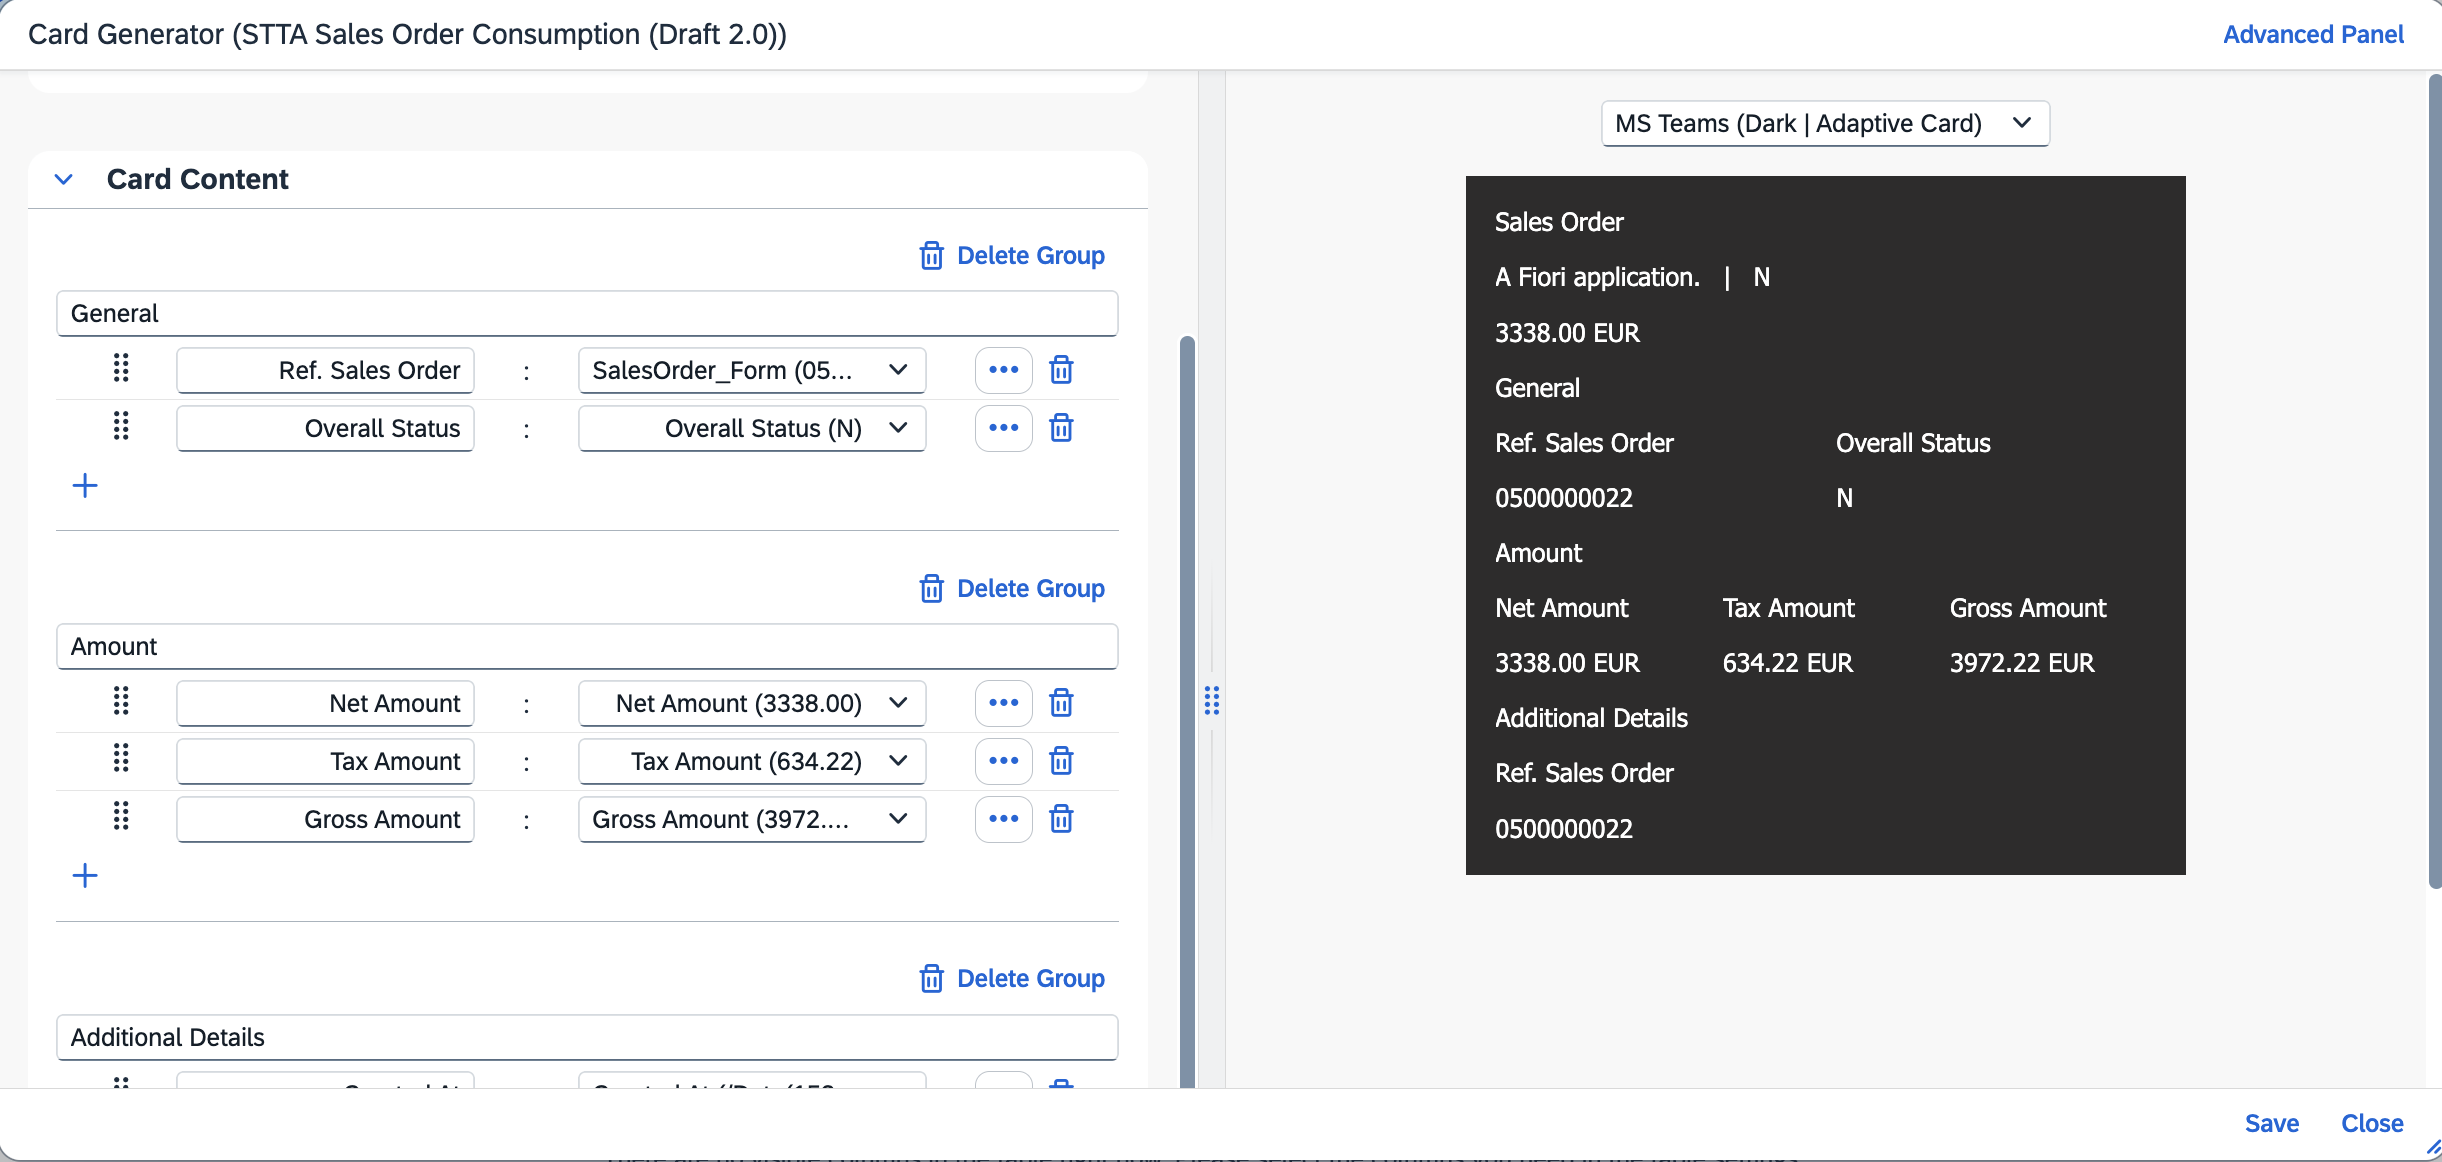 Card Generator (STTA Sales Order Consumption (Draft 2.0))
Advanced Panel
Card Content
Delete Group
General
Ref. Sales Order : SalesOrder_Form (05...
Overall Status : Overall Status (N)
Delete Group
Amount
Net Amount : Net Amount (3338.00)
Tax Amount : Tax Amount (634.22)
Gross Amount : Gross Amount (3972....
Delete Group
Additional Details
MS Teams (Dark | Adaptive Card)
Sales Order
A Fiori application. | N
3338.00 EUR
General
Ref. Sales Order Overall Status
0500000022 N
Amount
Net Amount Tax Amount Gross Amount
3338.00 EUR 634.22 EUR 3972.22 EUR
Additional Details
Ref. Sales Order
0500000022
Save Close